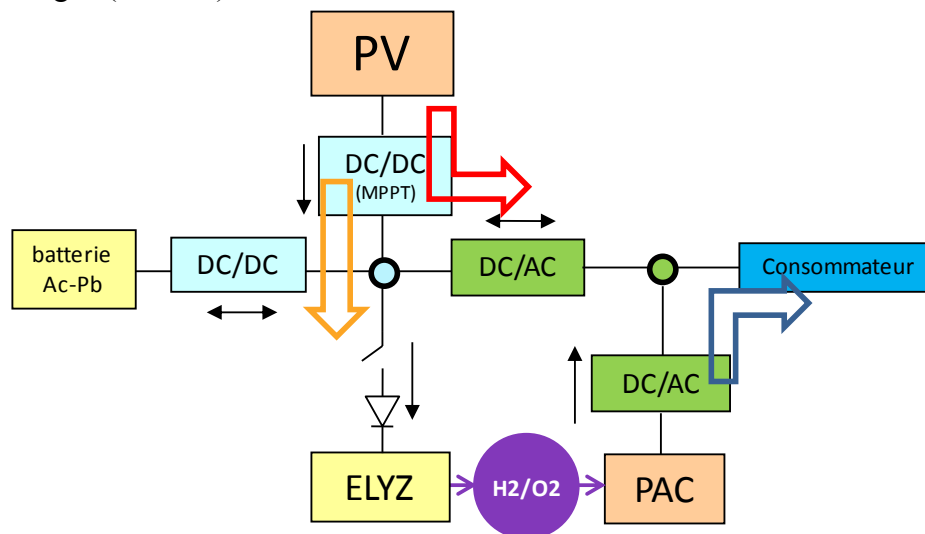 PV
DC/DC
(MPPT)
batterie
Ac-Pb
DC/DC
DC/AC
Consommateur
DC/AC
ELYZ
H2/O2
PAC